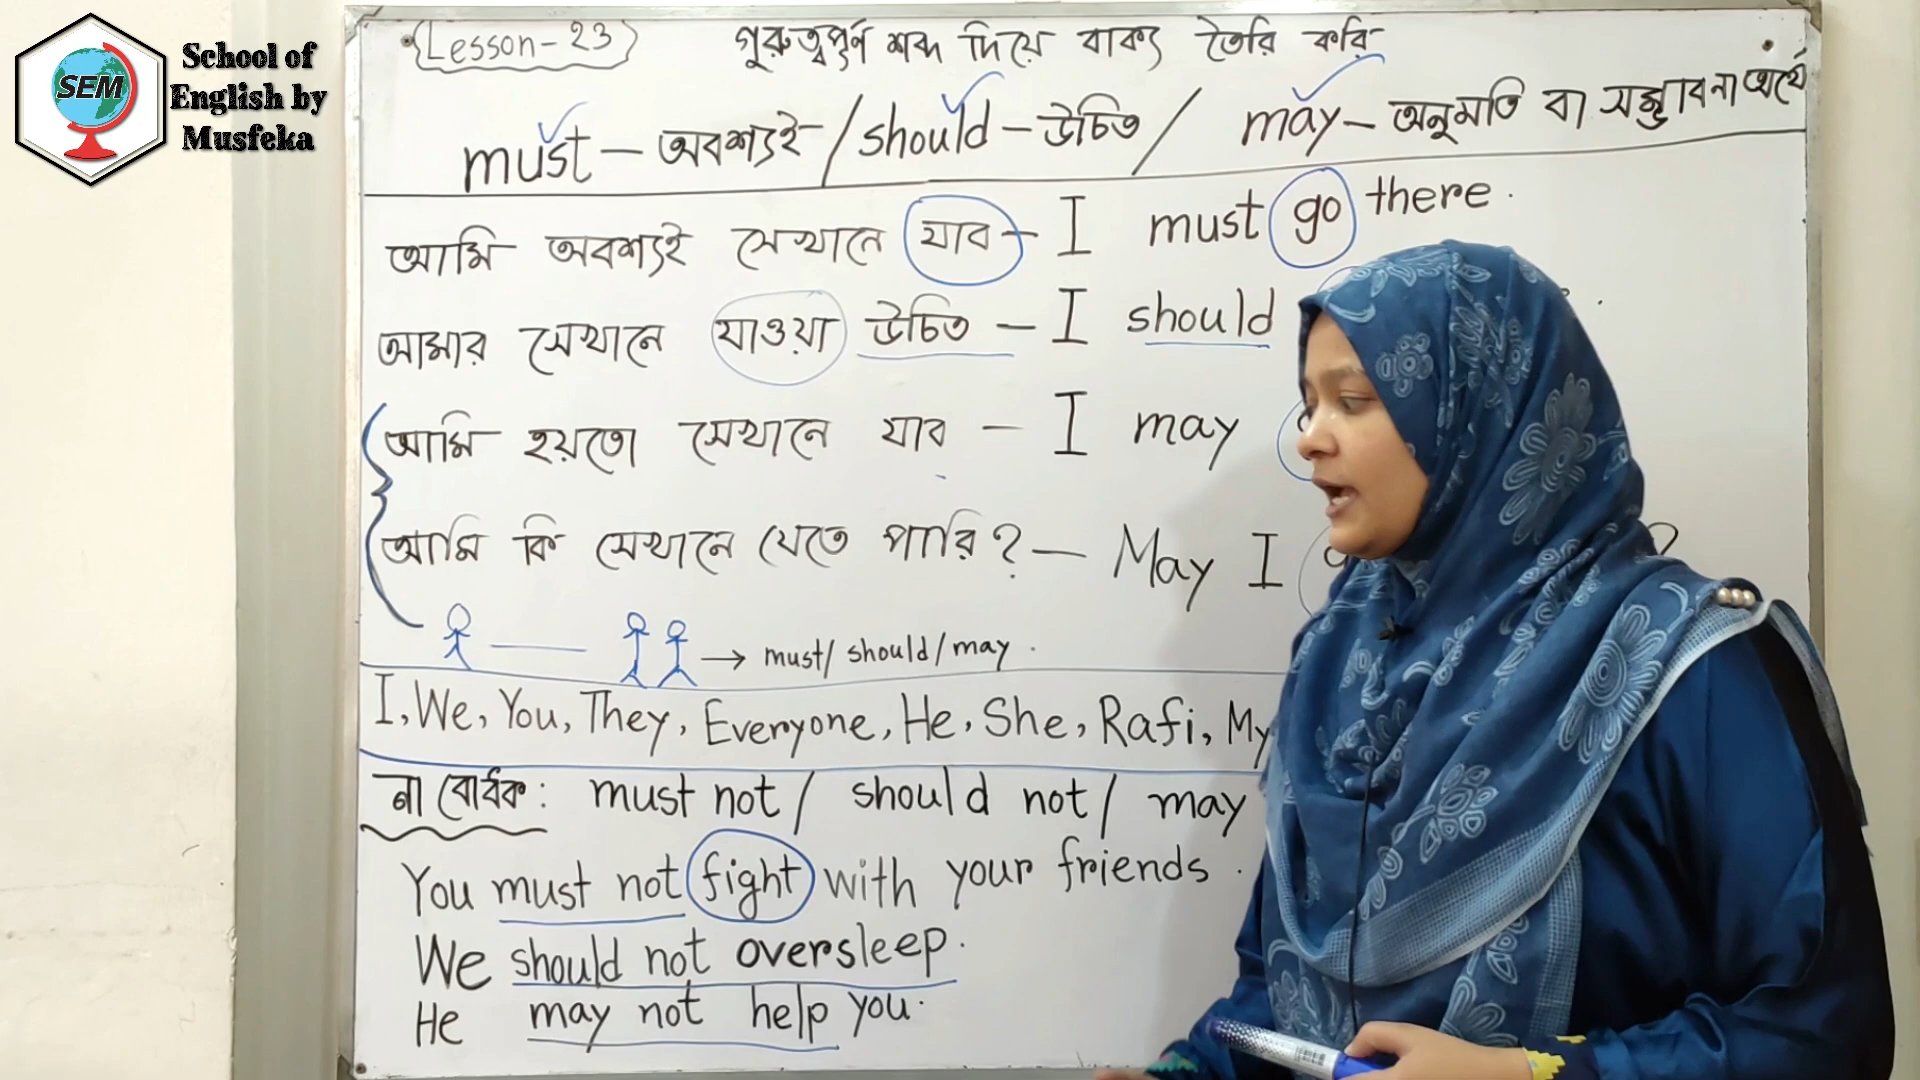 SEM
School of
English by
Musfeka
Lesson-23 গুরুত্বপূর্ণ শব্দ দিয়ে বাক্য তৈরি করি
must – অবশ্যই / should – উচিত / may – অনুমতি বা সম্ভাবনা অর্থে
আমি অবশ্যই সেখানে যাব – I must go there.
আমার সেখানে যাওয়া উচিত – I should
আমি হয়তো সেখানে যাব – I may
আমি কি সেখানে যেতে পারি? – May I ?
→ must/ should/may.
I, We, You, They, Everyone, He, She, Rafi, My
না বোধক: must not / should not / may
You must not fight with your friends.
We should not oversleep.
He may not help you.